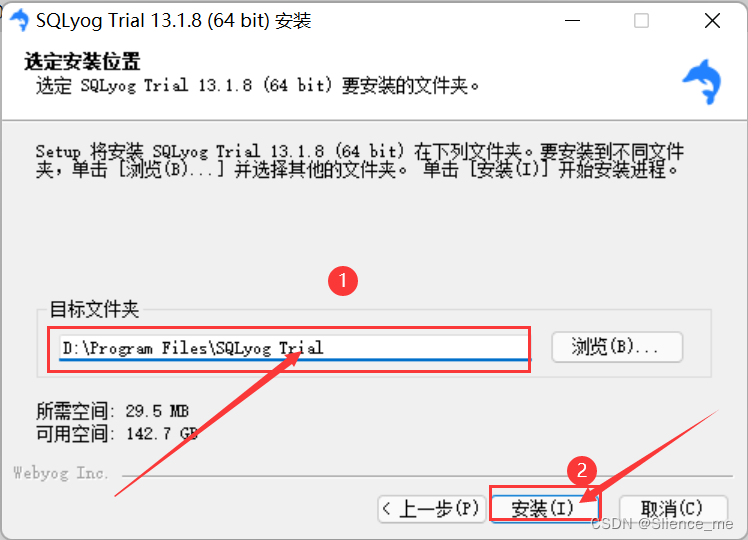 SQLyog Trial 13.1.8 (64 bit) 安装
选定安装位置
选定 SQLyog Trial 13.1.8 (64 bit) 要安装的文件夹。
Setup 将安装 SQLyog Trial 13.1.8 (64 bit) 在下列文件夹。要安装到不同文件
夹，单击 [浏览(B)...] 并选择其他的文件夹。 单击 [安装(I)] 开始安装进程。
1
目标文件夹
D:\Program Files\SQLyog Trial
浏览(B)...
所需空间: 29.5 MB
可用空间: 142.7 GB
Webyog Inc.
2
< 上一步(P)
安装(I)
取消(C)
CSDN @Slience_me